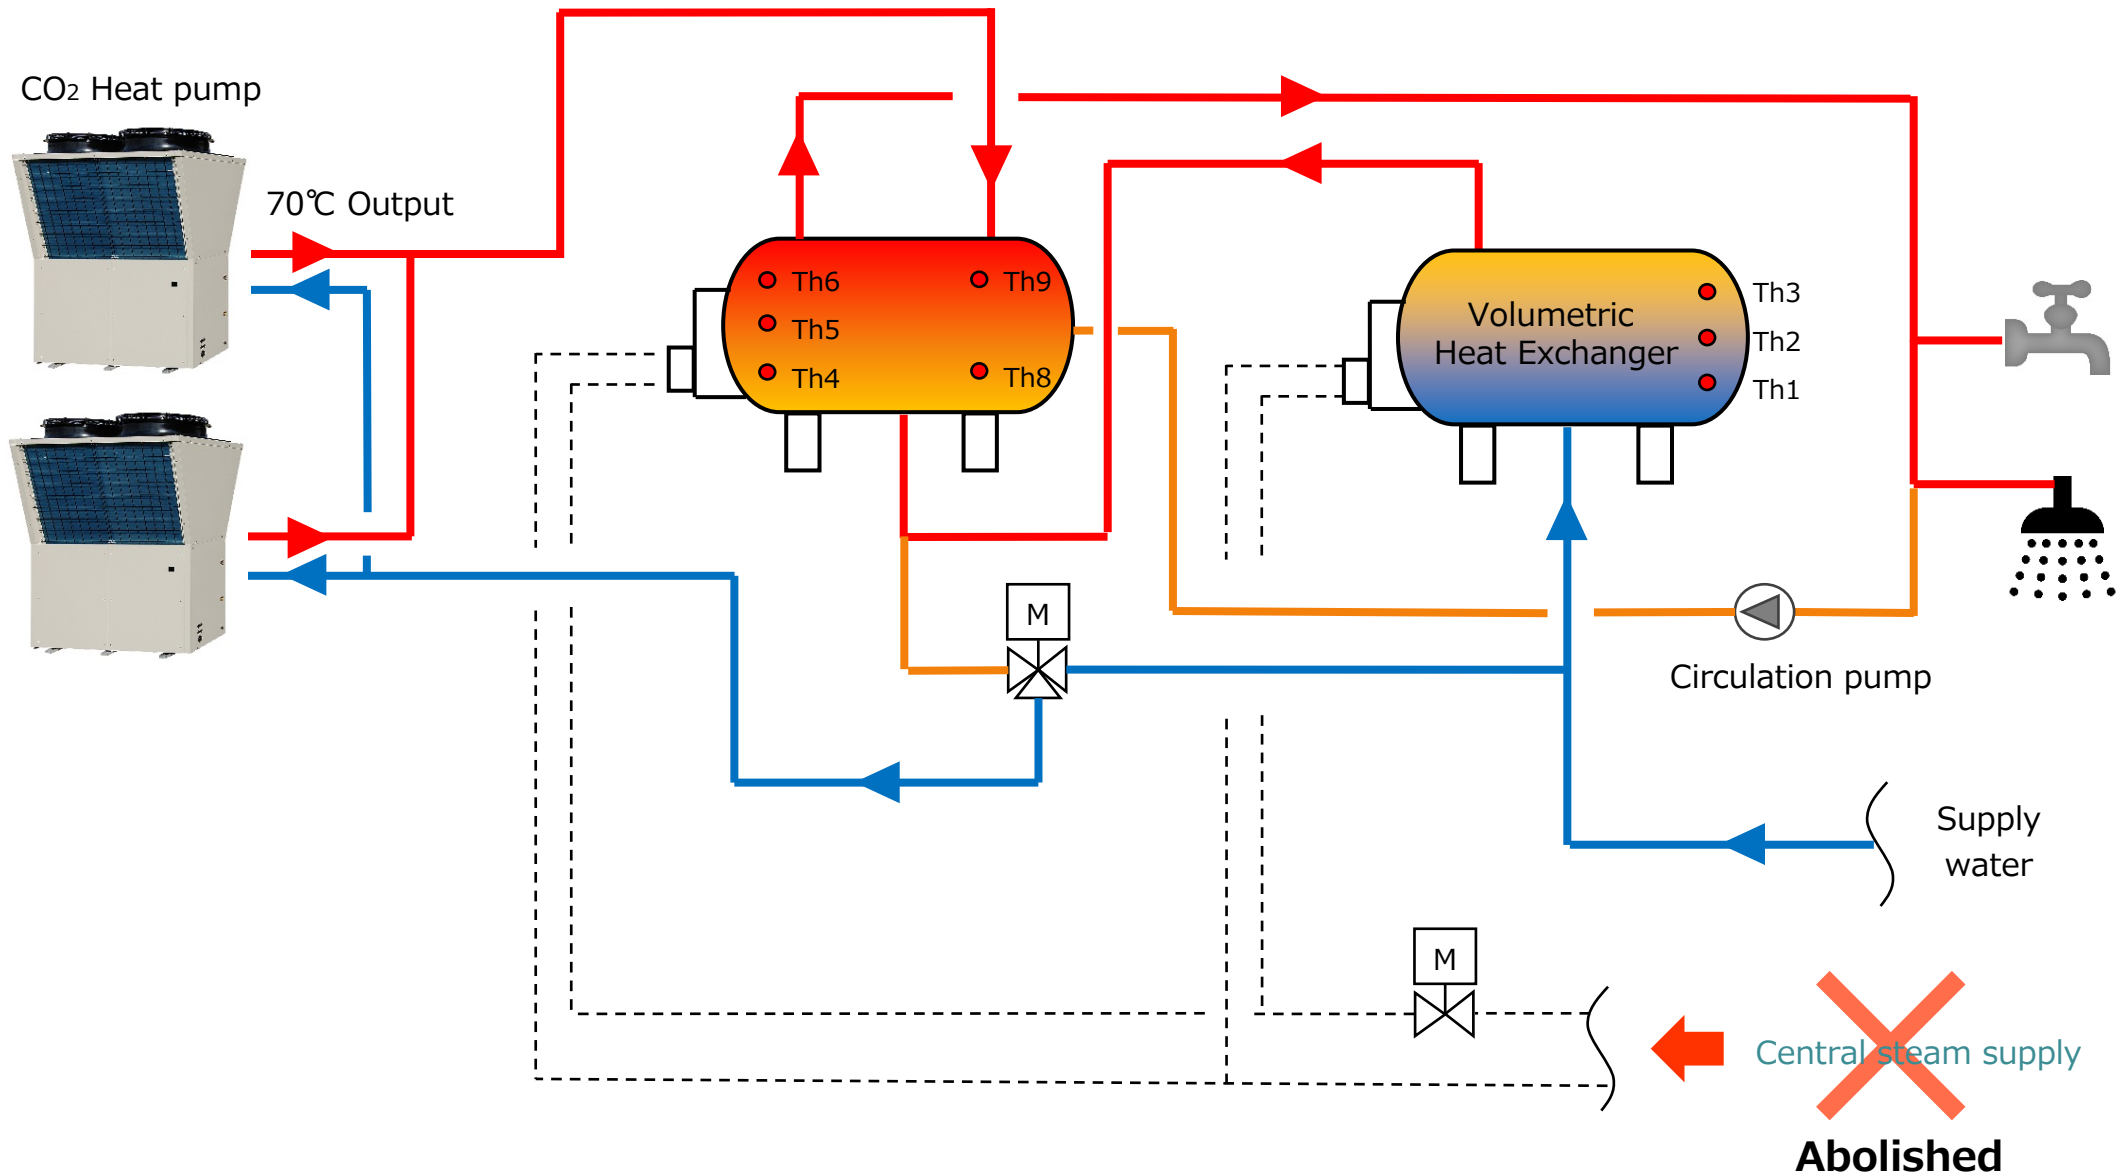 CO₂ Heat pump
70℃ Output
Th6
Th9
Th5
Th4
Th8
Volumetric
Heat Exchanger
Th3
Th2
Th1
M
Circulation pump
Supply
water
M
Central steam supply
Abolished